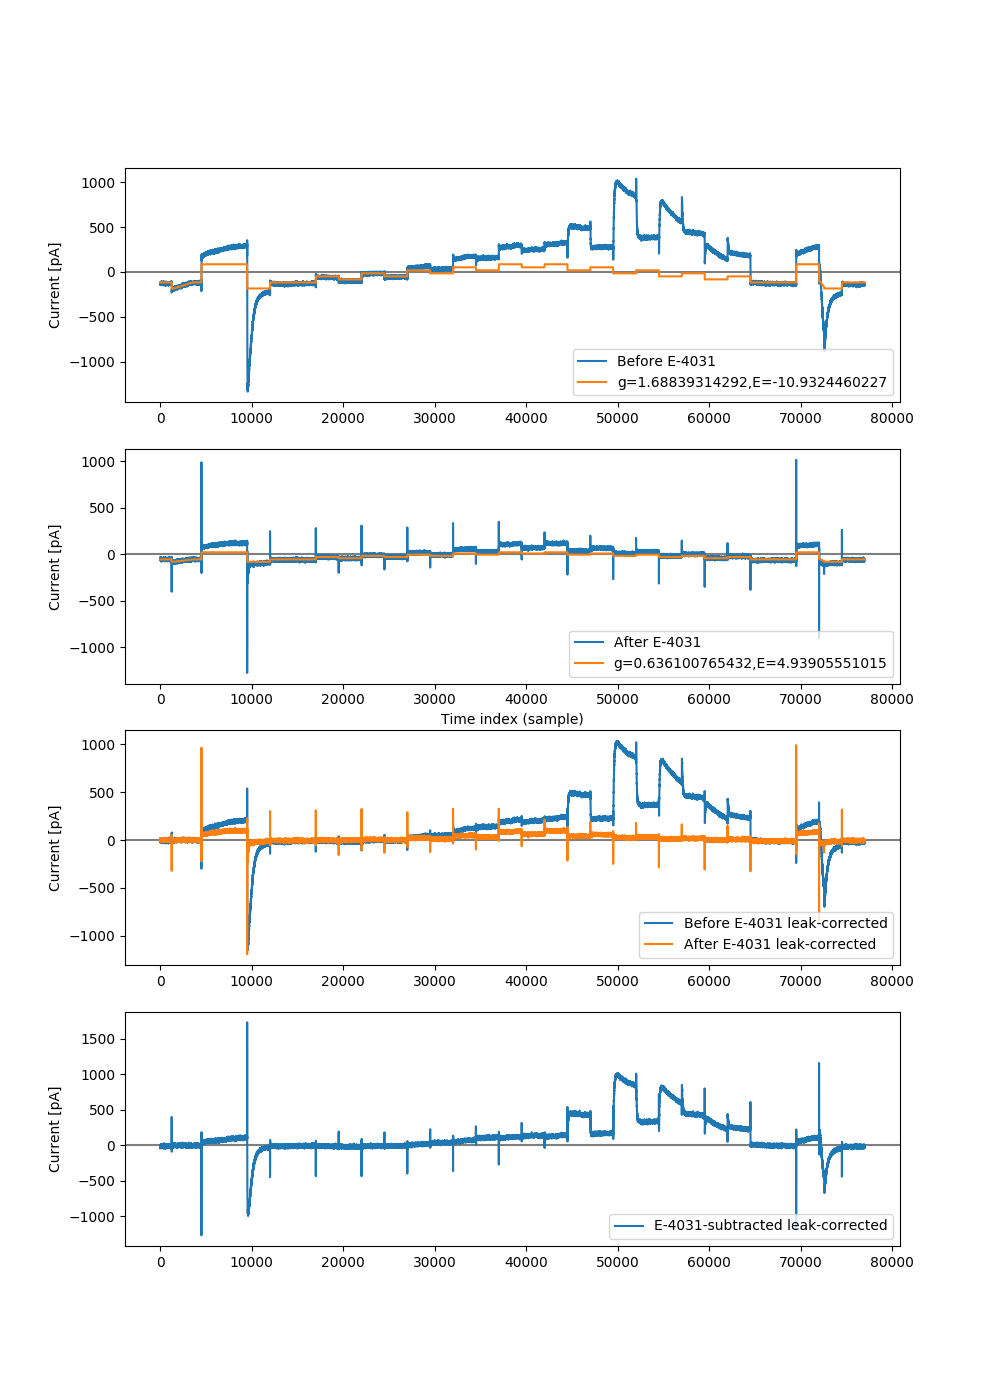 1000
500
0
−500
−1000
Current [pA]
Before E-4031
g=1.68839314292,E=-10.9324460227
0 10000 20000 30000 40000 50000 60000 70000 80000
1000
500
0
−500
−1000
Current [pA]
After E-4031
g=0.636100765432,E=4.93905551015
0 10000 20000 30000 40000 50000 60000 70000 80000
Time index (sample)
1000
500
0
−500
−1000
Current [pA]
Before E-4031 leak-corrected
After E-4031 leak-corrected
0 10000 20000 30000 40000 50000 60000 70000 80000
1500
1000
500
0
−500
−1000
Current [pA]
E-4031-subtracted leak-corrected
0 10000 20000 30000 40000 50000 60000 70000 80000